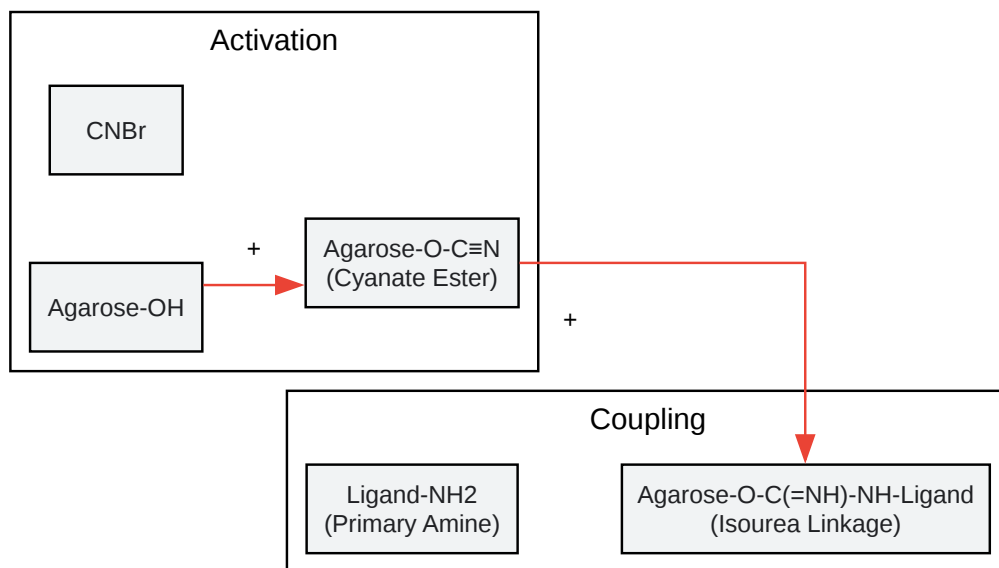 Activation
CNBr
+
Agarose-O-C≡N
(Cyanate Ester)
Agarose-OH
+
Coupling
Ligand-NH2
(Primary Amine)
Agarose-O-C(=NH)-NH-Ligand
(Isourea Linkage)